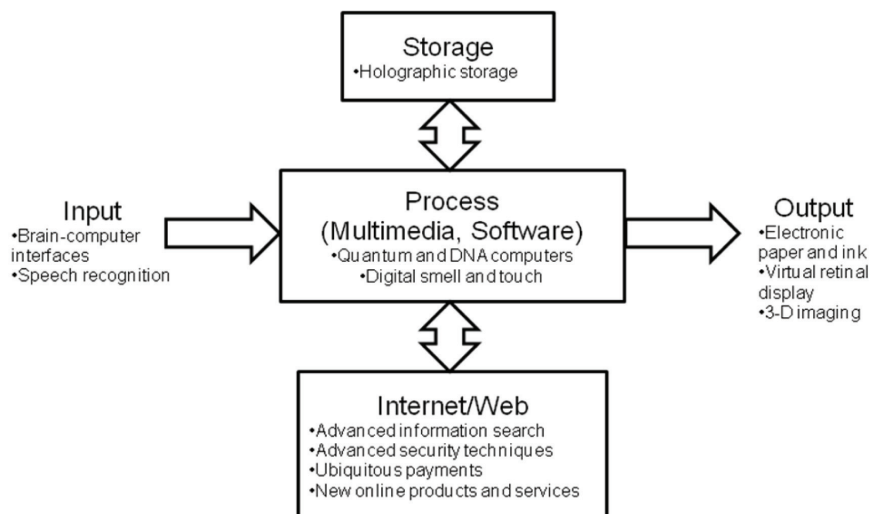 Storage
•Holographic storage
Input
•Brain-computer
interfaces
•Speech recognition
Process
(Multimedia, Software)
•Quantum and DNA computers
•Digital smell and touch
Output
•Electronic
paper and ink
•Virtual retinal
display
•3-D imaging
Internet/Web
•Advanced information search
•Advanced security techniques
•Ubiquitous payments
•New online products and services